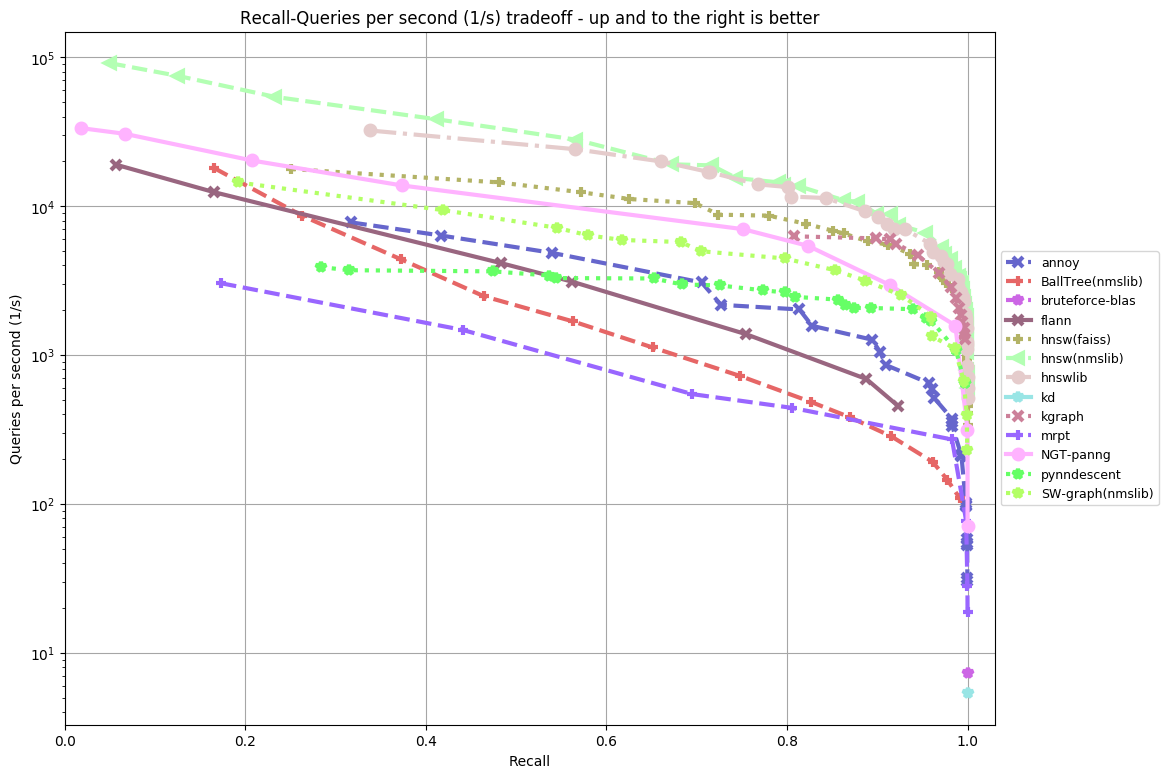 Recall-Queries per second (1/s) tradeoff - up and to the right is better
10^5
10^4
10^3
10^2
10^1
Queries per second (1/s)
0.0 0.2 0.4 0.6 0.8 1.0
Recall
annoy
BallTree(nmslib)
bruteforce-blas
flann
hnsw(faiss)
hnsw(nmslib)
hnswlib
kd
kgraph
mrpt
NGT-panng
pynndescent
SW-graph(nmslib)